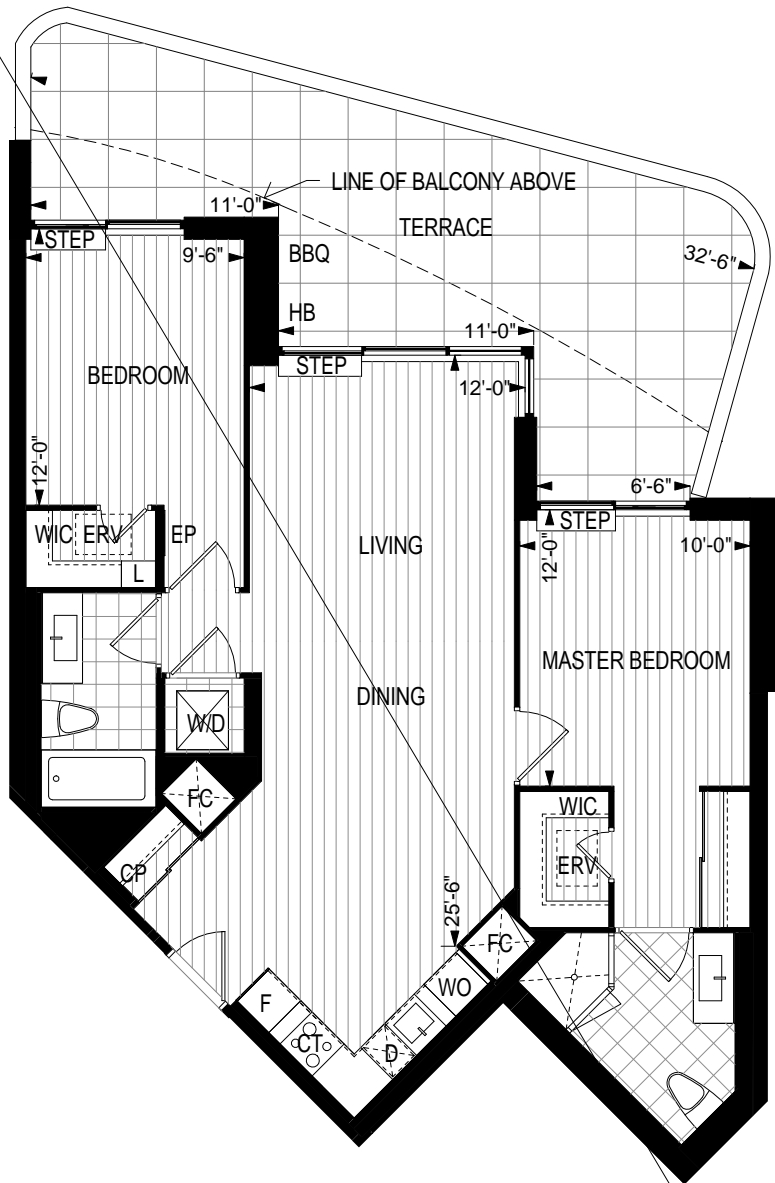 LINE OF BALCONY ABOVE
11'-0"
TERRACE
STEP
9'-6"
BBQ
32'-6"
HB
11'-0"
STEP
BEDROOM
12'-0"
12'-0"
6'-6"
STEP
WIC
ERV
EP
LIVING
12'-0"
10'-0"
L
MASTER BEDROOM
DINING
W/D
FC
WIC
CP
ERV
25'-6"
FC
WO
F
CT
D